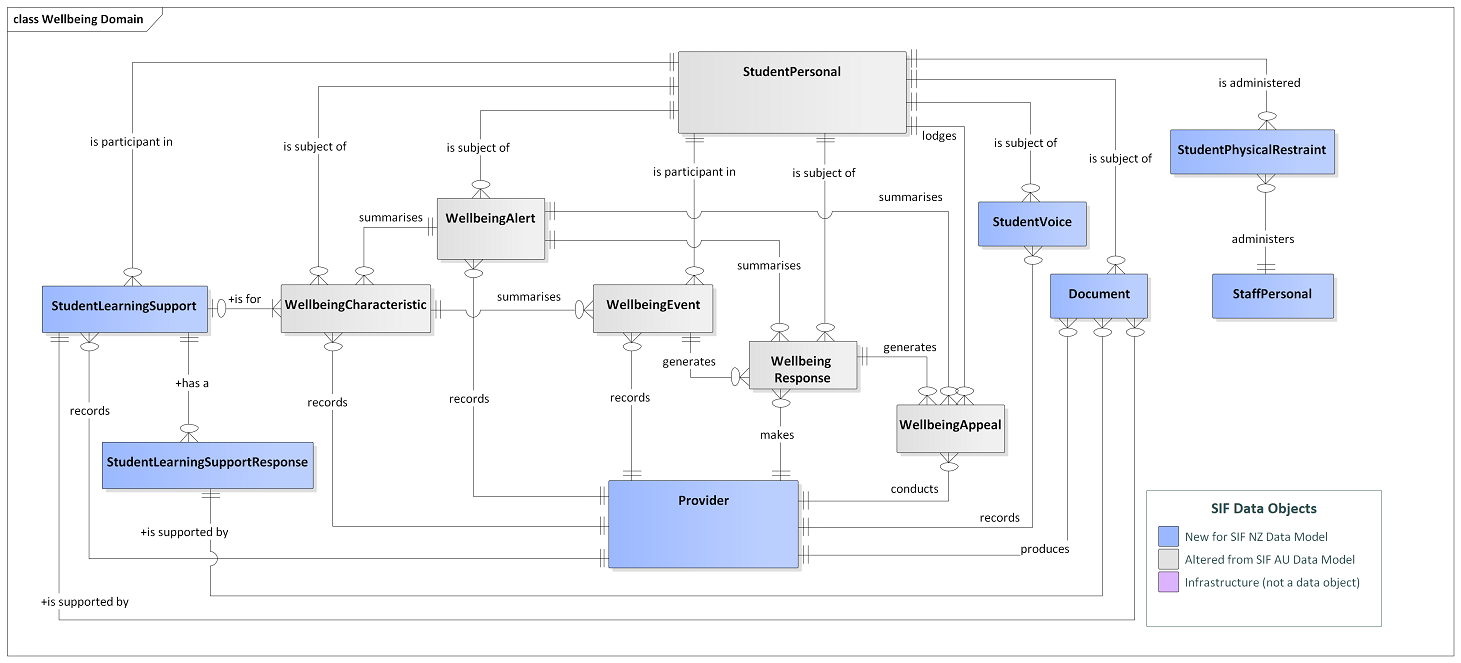 class Wellbeing Domain
StudentPersonal
is administered
lodges
is participant in
is subject of
is subject of
is participant in
is subject of
is subject of
is subject of
StudentPhysicalRestraint
summarises
summarises
WellbeingAlert
StudentVoice
administers
summarises
Document
StaffPersonal
StudentLearningSupport
+is for
WellbeingCharacteristic
summarises
WellbeingEvent
generates
generates
Wellbeing
Response
+has a
records
records
records
records
makes
WellbeingAppeal
StudentLearningSupportResponse
Provider
conducts
records
produces
+is supported by
+is supported by
SIF Data Objects
New for SIF NZ Data Model
Altered from SIF AU Data Model
Infrastructure (not a data object)